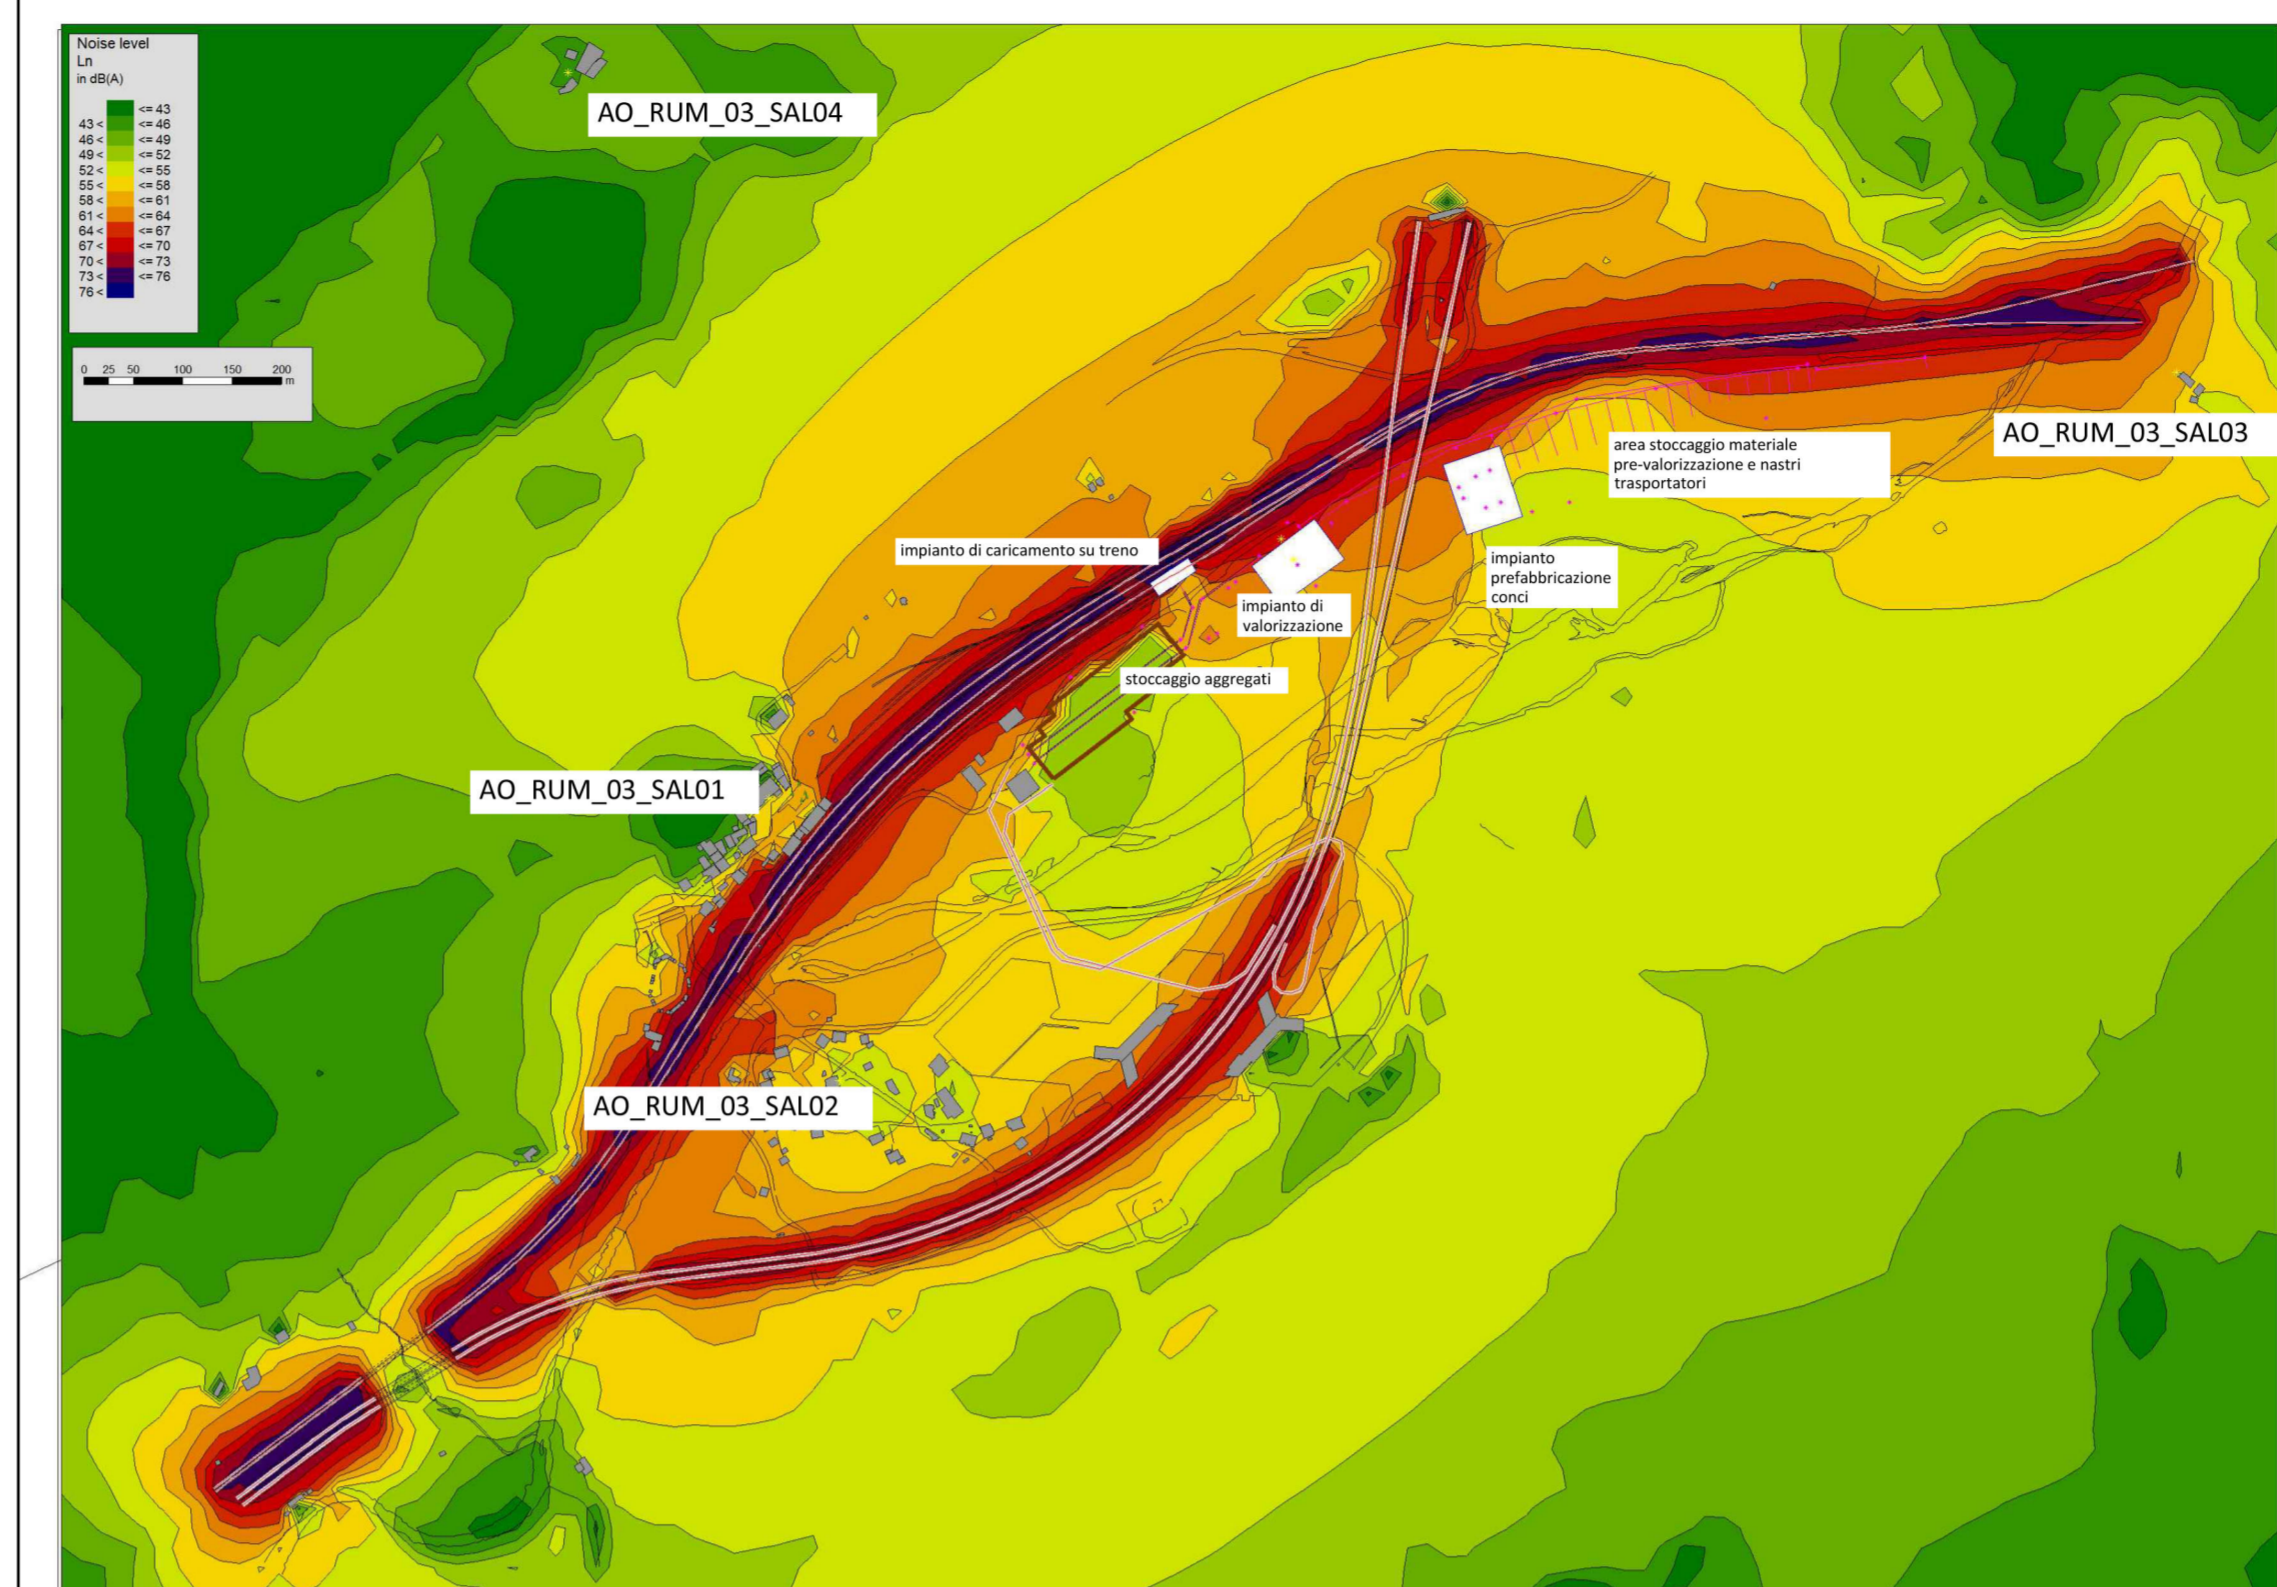 Noise level
Ln
in dB(A)
<= 43
43 < <= 46
46 < <= 49
49 < <= 52
52 < <= 55
55 < <= 58
58 < <= 61
61 < <= 64
64 < <= 67
67 < <= 70
70 < <= 73
73 < <= 76
76 <
0 25 50 100 150 200
m
AO_RUM_03_SAL04
AO_RUM_03_SAL03
area stoccaggio materiale
pre-valorizzazione e nastri
trasportatori
impianto di caricamento su treno
impianto
prefabbricazione
conci
impianto di
valorizzazione
stoccaggio aggregati
AO_RUM_03_SAL01
AO_RUM_03_SAL02